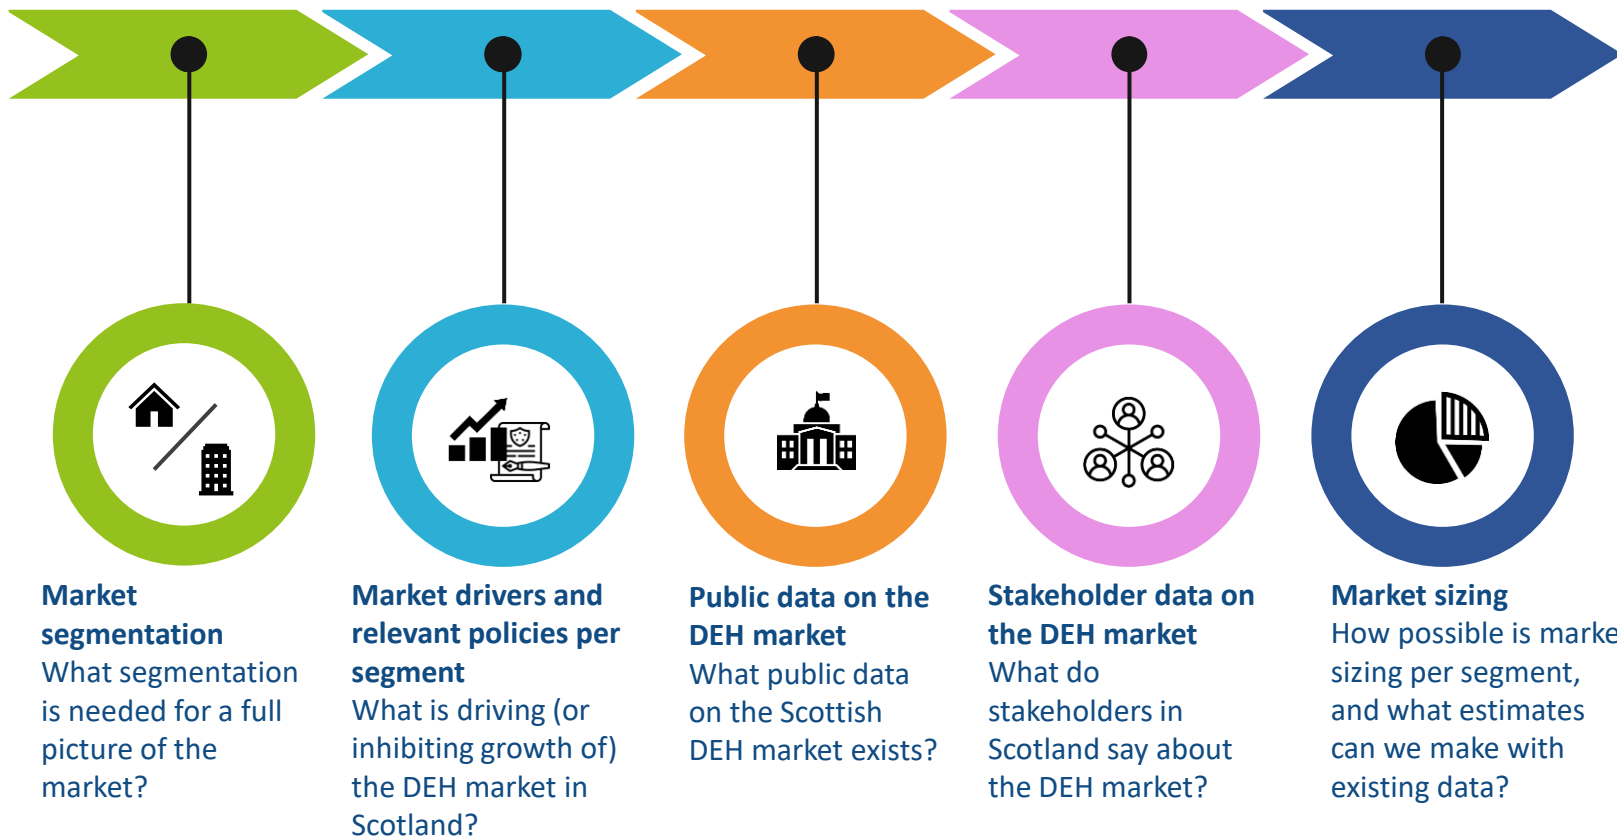 Market
segmentation
What segmentation
is needed for a full
picture of the
market?
Market drivers and
relevant policies per
segment
What is driving (or
inhibiting growth of)
the DEH market in
Scotland?
Public data on the
DEH market
What public data
on the Scottish
DEH market exists?
Stakeholder data on
the DEH market
What do
stakeholders in
Scotland say about
the DEH market?
Market sizing
How possible is marke
sizing per segment,
and what estimates
can we make with
existing data?